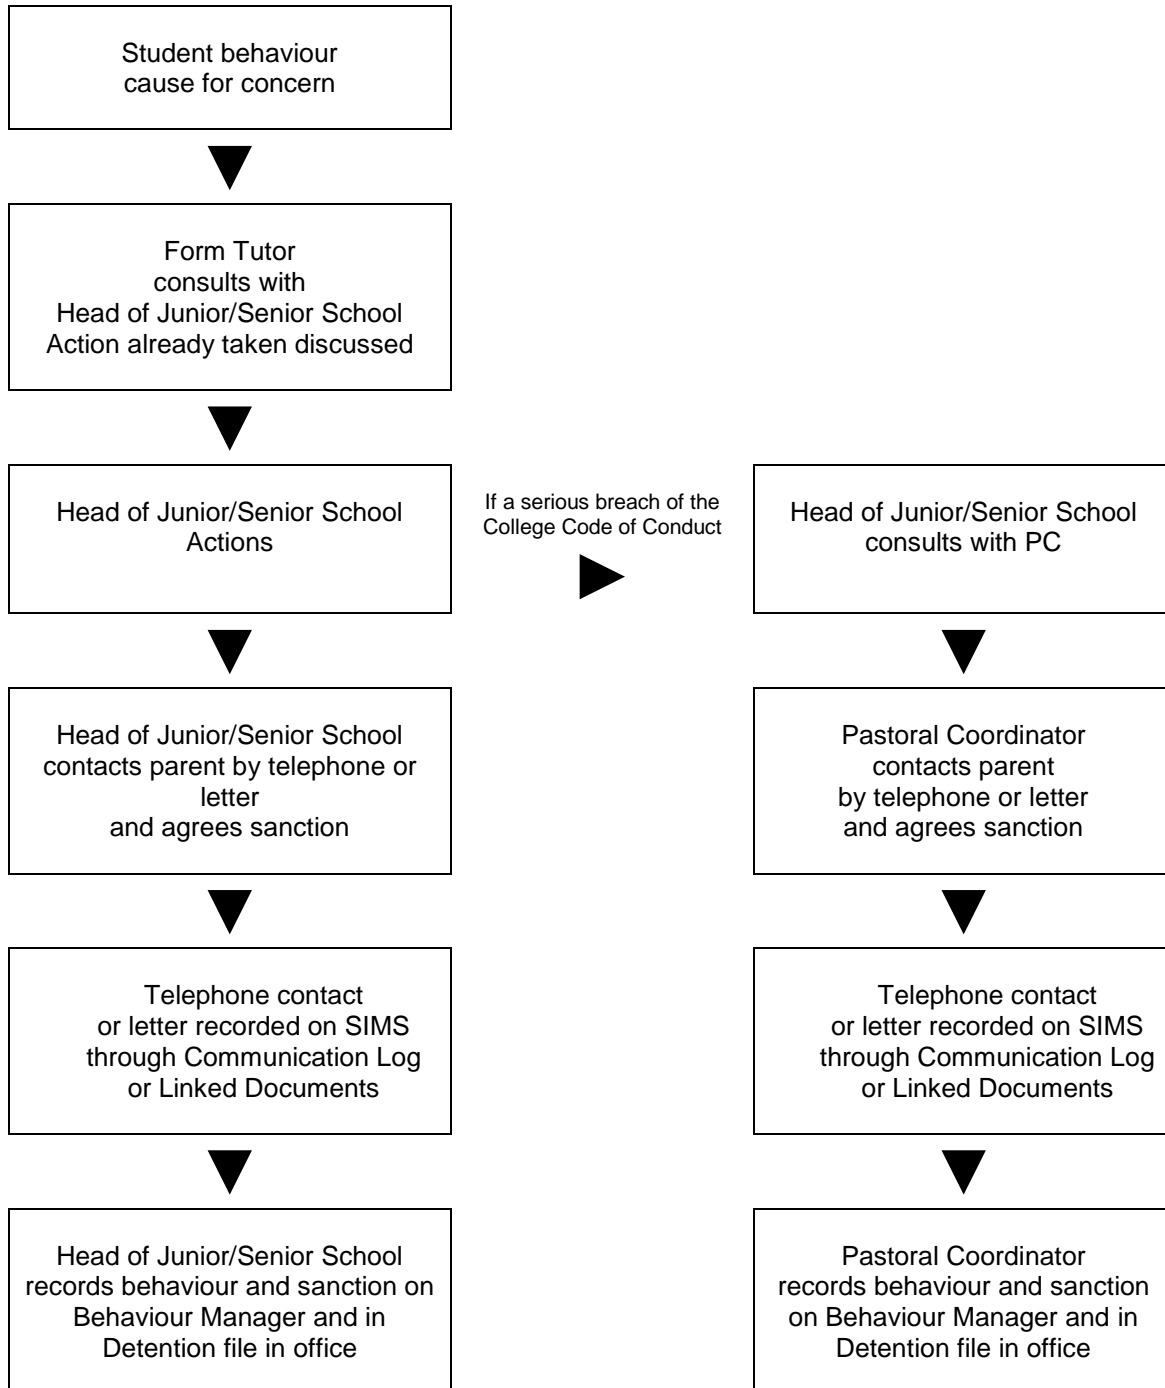 Student behaviour
cause for concern
Form Tutor
consults with
Head of Junior/Senior School
Action already taken discussed
Head of Junior/Senior School
Actions
If a serious breach of the
College Code of Conduct
Head of Junior/Senior School
consults with PC
Head of Junior/Senior School
contacts parent by telephone or
letter
and agrees sanction
Pastoral Coordinator
contacts parent
by telephone or letter
and agrees sanction
Telephone contact
or letter recorded on SIMS
through Communication Log
or Linked Documents
Telephone contact
or letter recorded on SIMS
through Communication Log
or Linked Documents
Head of Junior/Senior School
records behaviour and sanction on
Behaviour Manager and in
Detention file in office
Pastoral Coordinator
records behaviour and sanction
on Behaviour Manager and in
Detention file in office